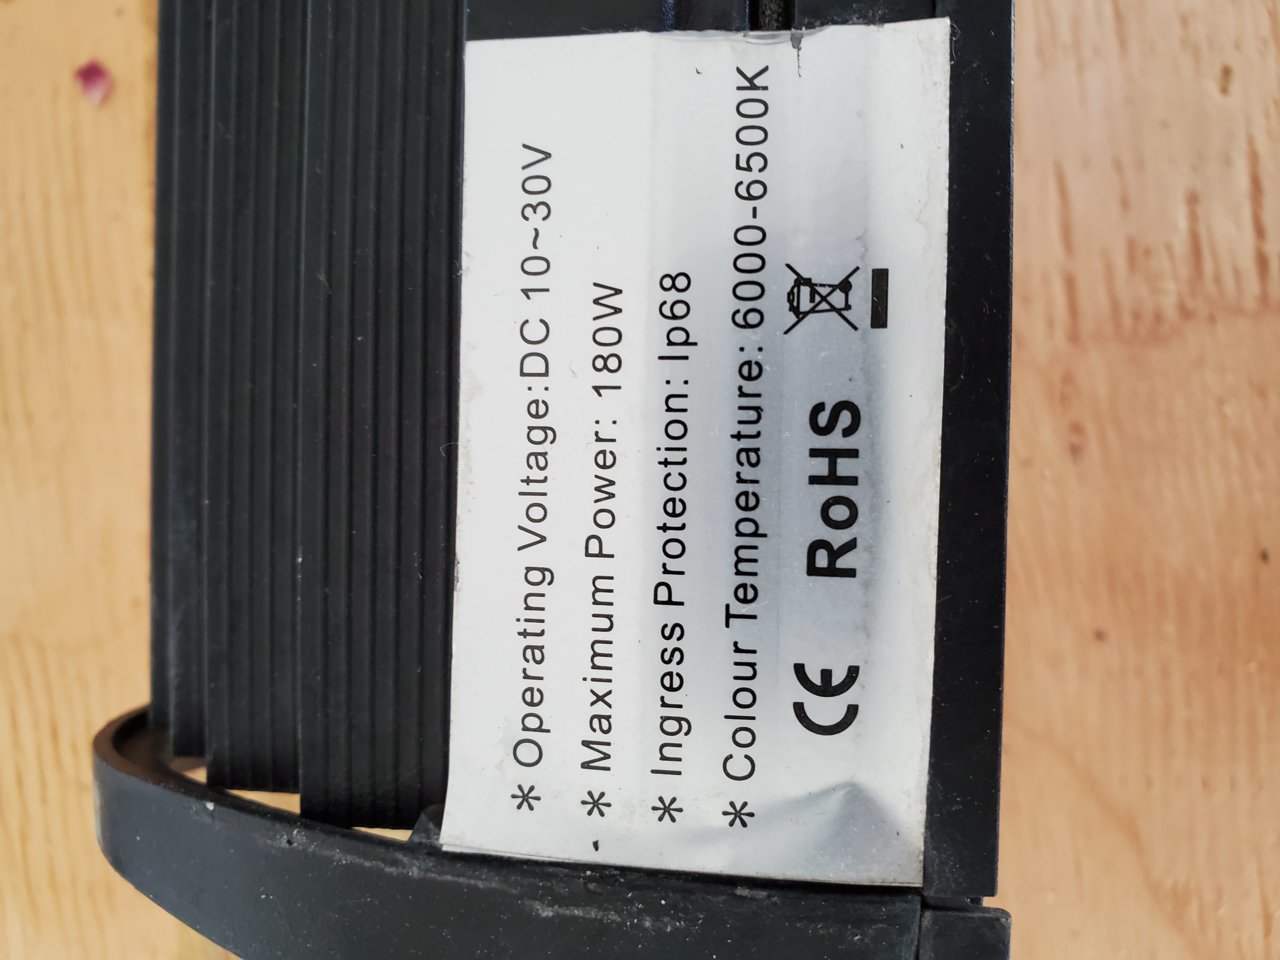 * Operating Voltage:DC 10~30V
* Maximum Power: 180W
* Ingress Protection: Ip68
* Colour Temperature: 6000-6500K
CE RoHS